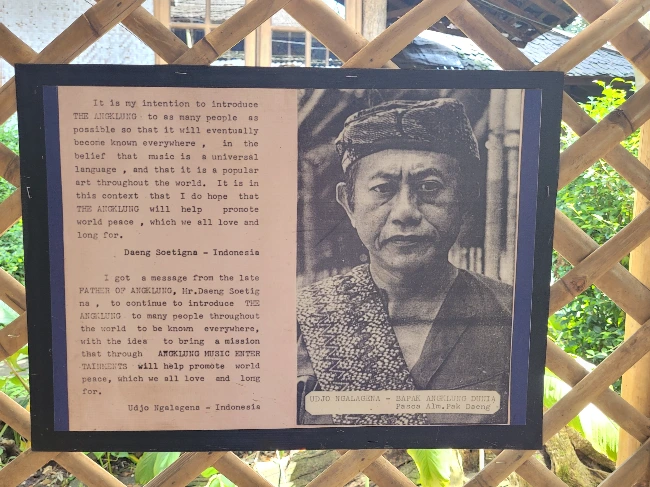 It is my intention to introduce
THE ANGKLUNG to as many people as
possible so that it will eventually
become known everywhere , in the
belief that music is a universal
language , and that it is a popular
art throughout the world. It is in
this context that I do hope that
THE ANGKLUNG will help promote
world peace , which we all love and
long for.
Daeng Soetigna - Indonesia
I got a message from the late
FATHER OF ANGKLUNG, Mr.Daeng Soetig
na , to continue to introduce THE
ANGKLUNG to many people throughout
the world to be known everywhere,
with the idea to bring a mission
that through ANGKLUNG MUSIC ENTER
TAINMENTS will help promote world
peace, which we all love and long
for.
Udjo Ngalagena - Indonesia
UDJO NGALAGENA - BAPAK ANGKLUNG DUNIA
Pasca Alm.Pak Daeng